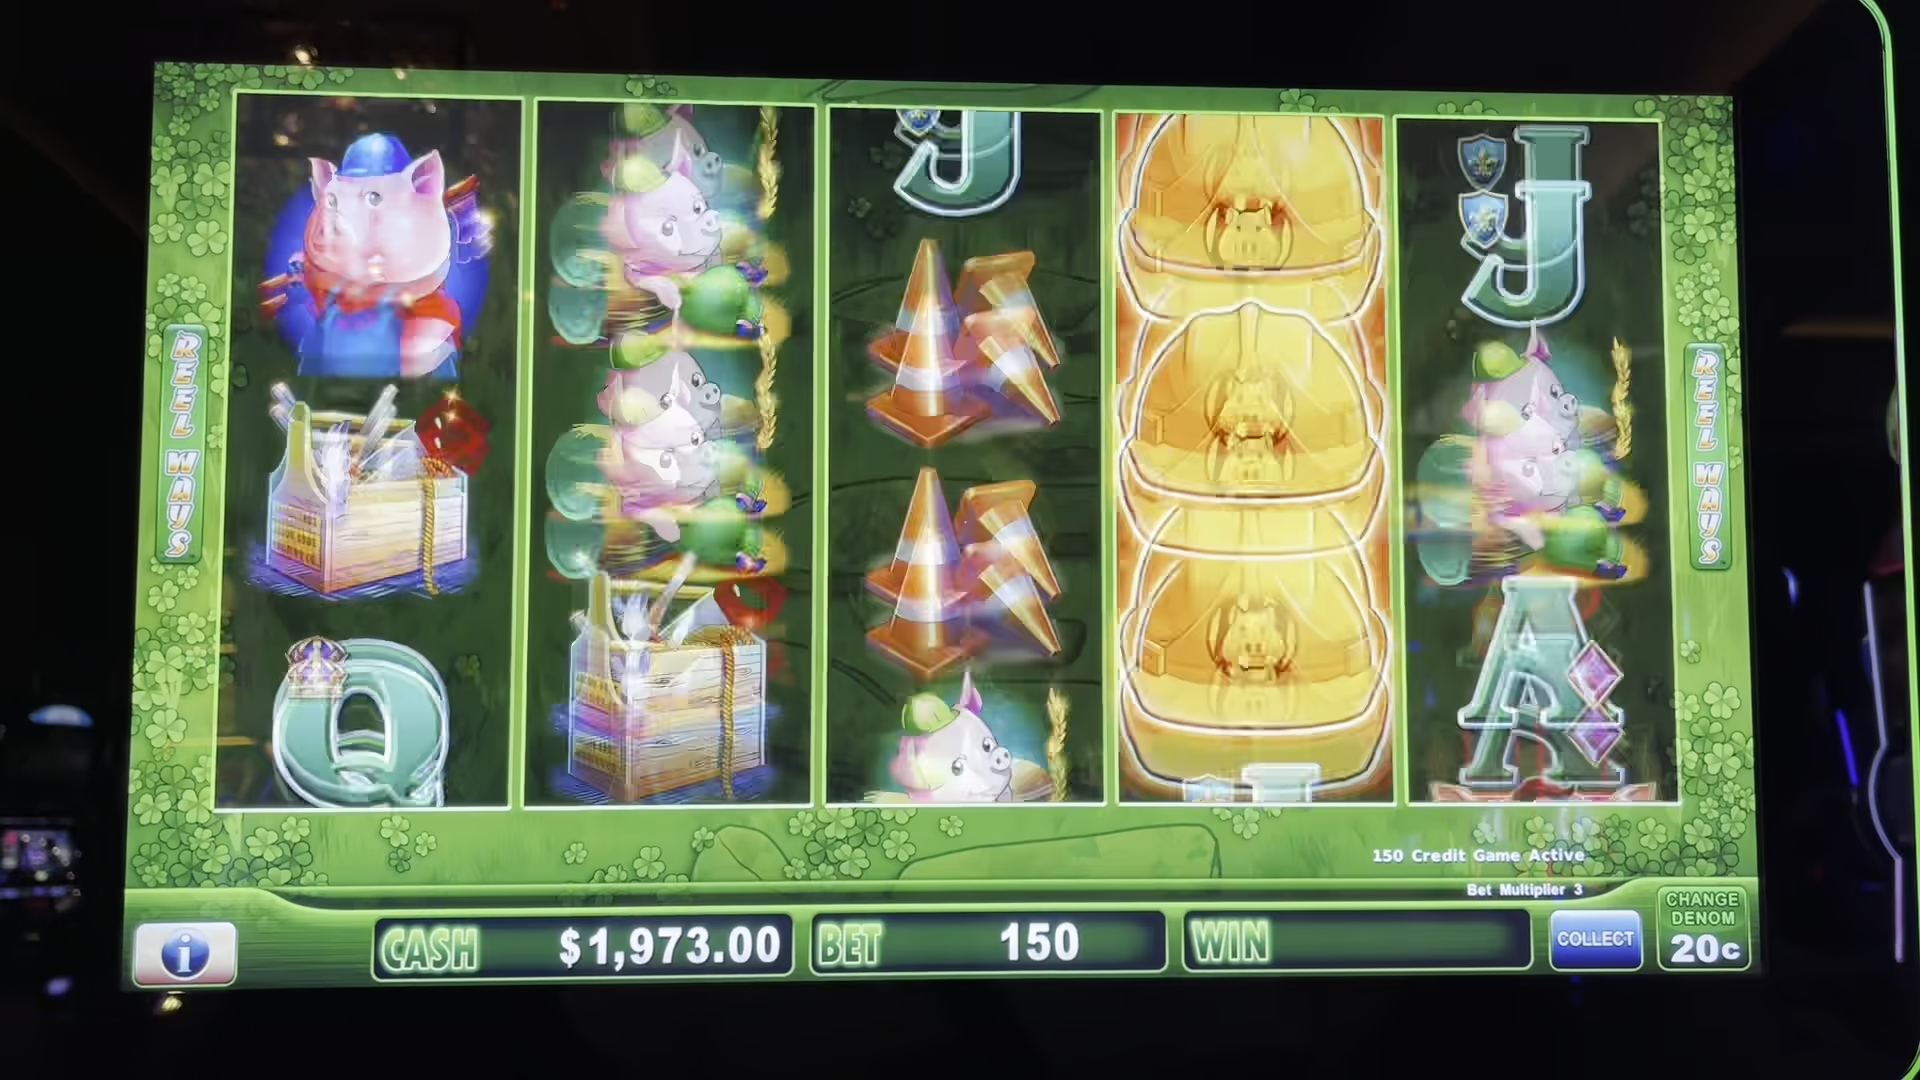 J
J
REEL WAYS
REEL WAYS
Q
A
150 Credit Game Active
Bet Multiplier 3
CASH $1,973.00
BET 150
WIN
COLLECT
CHANGE
DENOM
20c
i